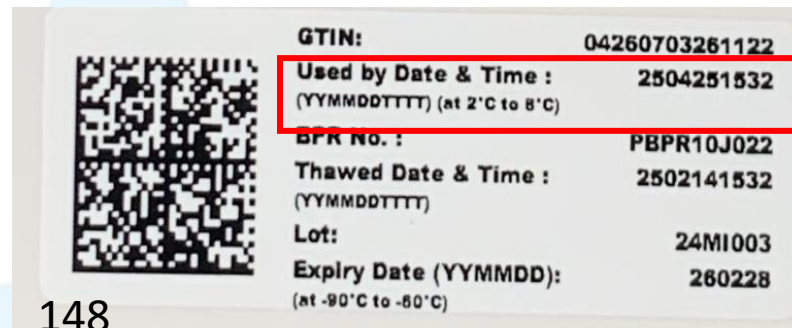 GTIN: 04260703261122
Used by Date & Time : 2504251532
(YYMMDDTTTT) (at 2°C to 8°C)
BPR No. : PBPR10J022
Thawed Date & Time : 2502141532
(YYMMDDTTTT)
Lot: 24MI003
Expiry Date (YYMMDD): 260228
(at -90°C to -60°C)
148